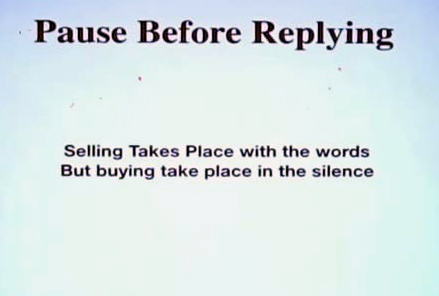 Pause Before Replying
Selling Takes Place with the words
But buying take place in the silence